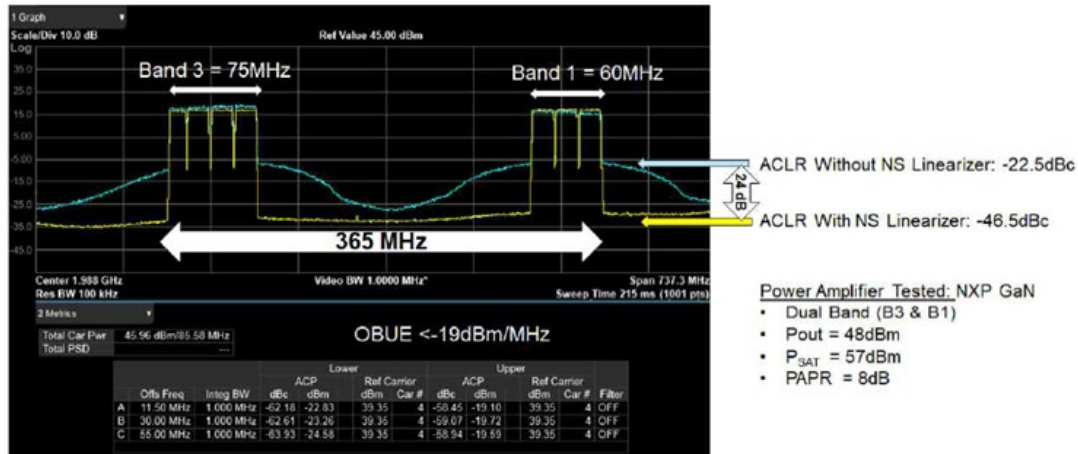 1 Graph
Scale/Div 10.0 dB
Ref Value 45.00 dBm
Log
35.0
25.0
15.0
5.00
-5.00
-15.0
-25.0
-35.0
-45.0
Band 3 = 75MHz
Band 1 = 60MHz
365 MHz
Center 1.988 GHz
Res BW 100 kHz
Video BW 1.0000 MHz*
Span 737.3 MHz
Sweep Time 215 ms (1001 pts)
ACLR Without NS Linearizer: -22.5dBc
24 dB
ACLR With NS Linearizer: -46.5dBc
Power Amplifier Tested: NXP GaN
• Dual Band (B3 & B1)
• Pout = 48dBm
• PSAT = 57dBm
• PAPR = 8dB
2 Metrics
Total Car Pwr 45.96 dBm/85.58 MHz
Total PSD ---
OBUE <-19dBm/MHz
Lower Upper
ACP Ref Carrier ACP Ref Carrier
Offs Freq Integ BW dBc dBm dBm Car # dBc dBm dBm Car # Filter
A 11.50 MHz 1.000 MHz -62.18 -22.83 39.35 4 -58.45 -19.10 39.35 4 OFF
B 30.00 MHz 1.000 MHz -62.61 -23.26 39.35 4 -59.07 -19.72 39.35 4 OFF
C 55.00 MHz 1.000 MHz -63.93 -24.58 39.35 4 -58.94 -19.59 39.35 4 OFF